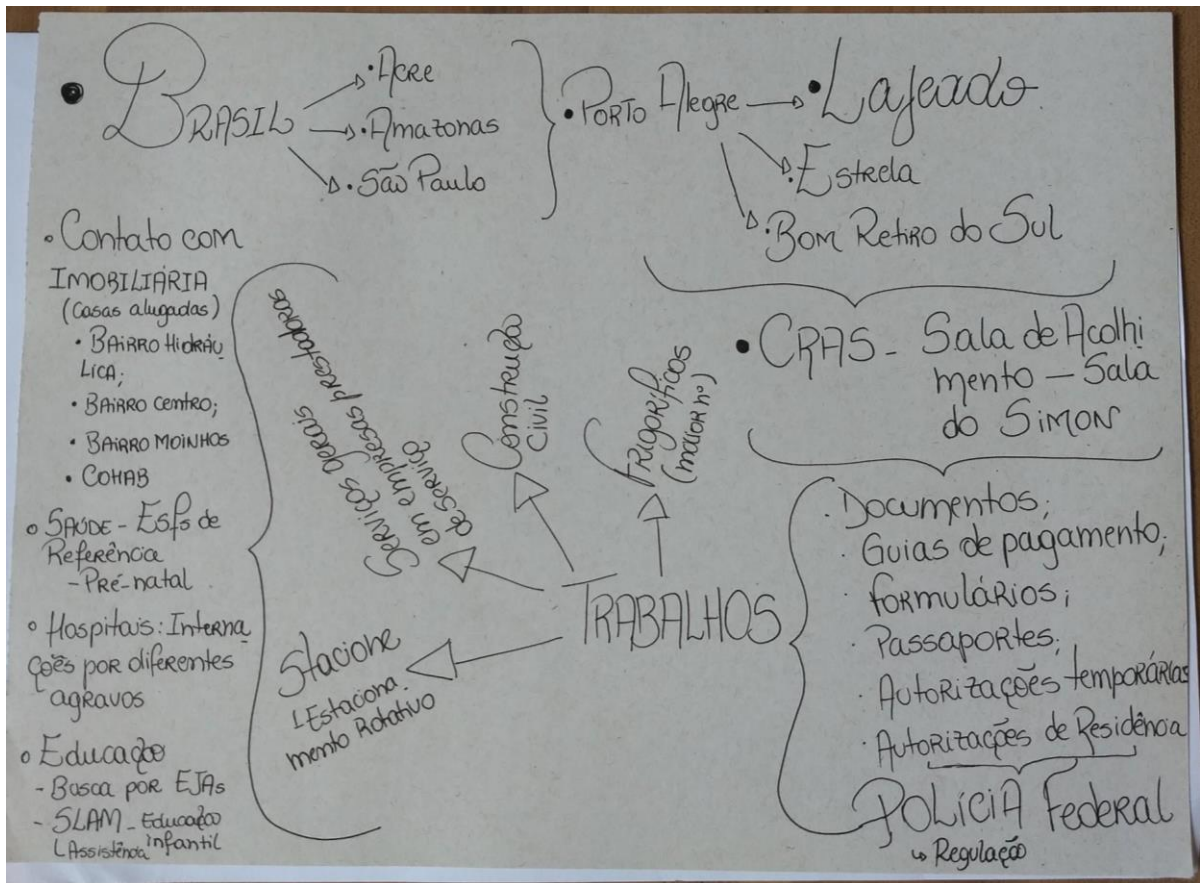 • BRASIL
• Acre
• Amazonas
• São Paulo
• Porto Alegre
• Lajeado
• Estrela
• Bom Retiro do Sul
• CRAS - Sala de Acolhi
mento - Sala
do Simon
• Documentos;
• Guias de pagamento;
• formulários;
• Passaportes;
• Autorizações temporárias
• Autorizações de Residência
Polícia Federal
↳ Regulação
TRABALHOS
Frigoríficos
(maior nº)
Construção
Civil
Serviços gerais
em empresas prestadoras
de serviço
Stacione
Estaciona
mento Rotativo
• Contato com
IMOBILIÁRIA
(Casas alugadas)
• Bairro Hidráu
lica;
• Bairro Centro;
• Bairro Moinhos
• COHAB
• Saúde - Esfs de
Referência
- Pré-natal
• Hospitais: Interna
ções por diferentes
agravos
• Educação
- Busca por EJAs
- SLAM - Educação
infantil
Assistência